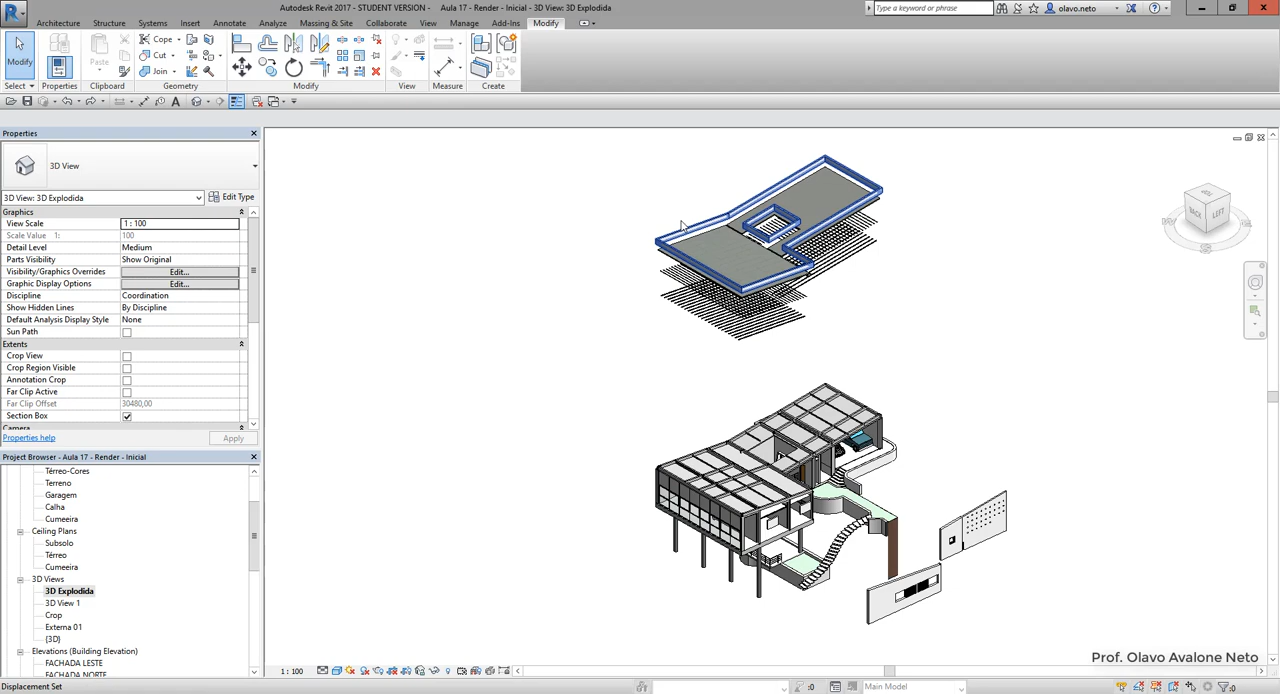 Autodesk Revit 2017 - STUDENT VERSION - Aula 17 - Render - Inicial - 3D View: 3D Explodida
Type a keyword or phrase
olavo.neto
Architecture Structure Systems Insert Annotate Analyze Massing & Site Collaborate View Manage Add-Ins Modify
Modify
Paste
Cope
Cut
Join
Select Properties Clipboard Geometry Modify View Measure Create
Properties
3D View
3D View: 3D Explodida Edit Type
Graphics
View Scale 1 : 100
Scale Value 1: 100
Detail Level Medium
Parts Visibility Show Original
Visibility/Graphics Overrides Edit...
Graphic Display Options Edit...
Discipline Coordination
Show Hidden Lines By Discipline
Default Analysis Display Style None
Sun Path
Extents
Crop View
Crop Region Visible
Annotation Crop
Far Clip Active
Far Clip Offset 30480,00
Section Box
Camera
Properties help Apply
Project Browser - Aula 17 - Render - Inicial
Térreo-Cores
Terreno
Garagem
Calha
Cumeeira
Ceiling Plans
Subsolo
Térreo
Cumeeira
3D Views
3D Explodida
3D View 1
Crop
Externa 01
{3D}
Elevations (Building Elevation)
FACHADA LESTE
FACHADA NORTE
BACK LEFT
1 : 100
Prof. Olavo Avalone Neto
Displacement Set
:0 Main Model :0